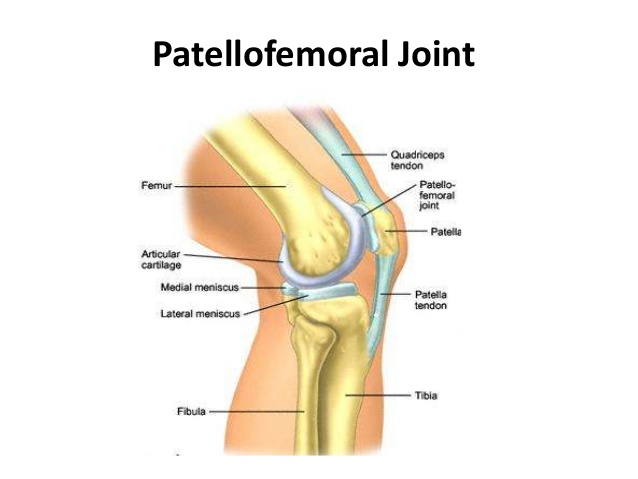 Patellofemoral Joint
Quadriceps
tendon
Femur
Patello-
femoral
joint
Patella
Articular
cartilage
Medial meniscus
Patella
tendon
Lateral meniscus
Tibia
Fibula